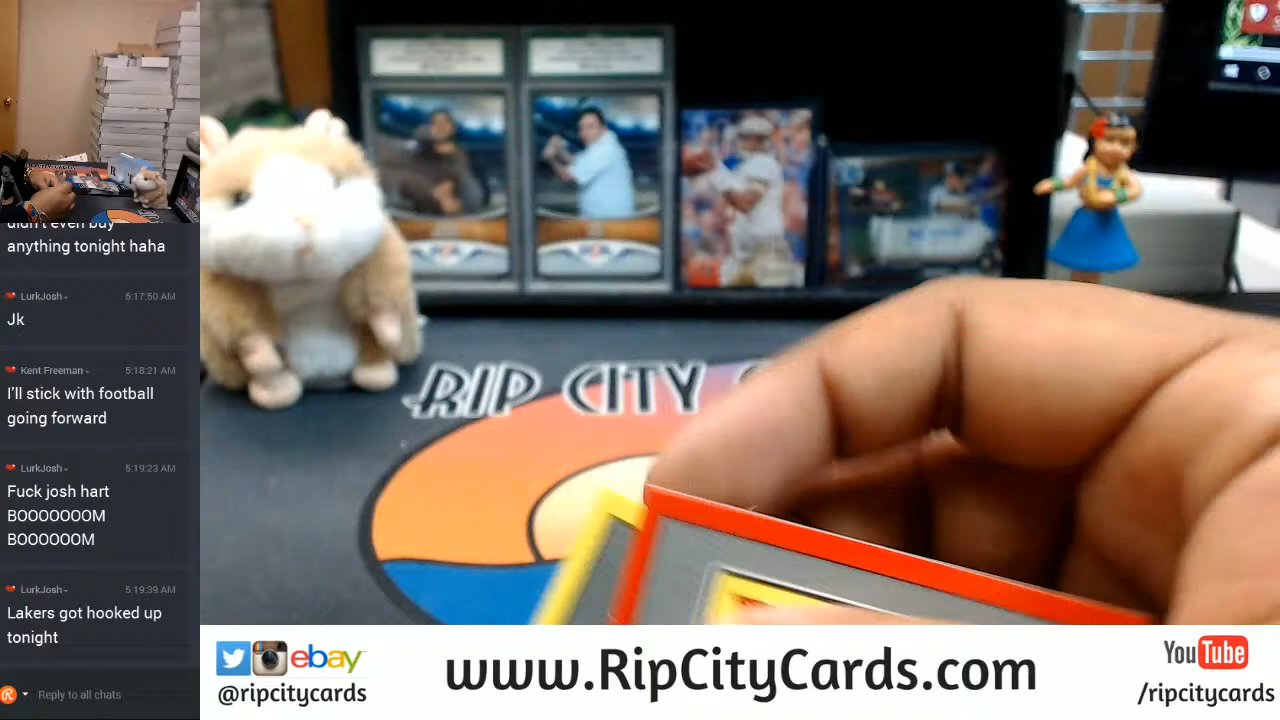 didn't even buy
anything tonight haha
LurkJosh
5:17:50 AM
Jk
Kent Freeman
5:18:21 AM
I'll stick with football
going forward
LurkJosh
5:19:23 AM
Fuck josh hart
BOOOOOOOM
BOOOOOOM
LurkJosh
5:19:39 AM
Lakers got hooked up
tonight
Reply to all chats
RIP CITY
ebay
@ripcitycards
www.RipCityCards.com
YouTube
/ripcitycards